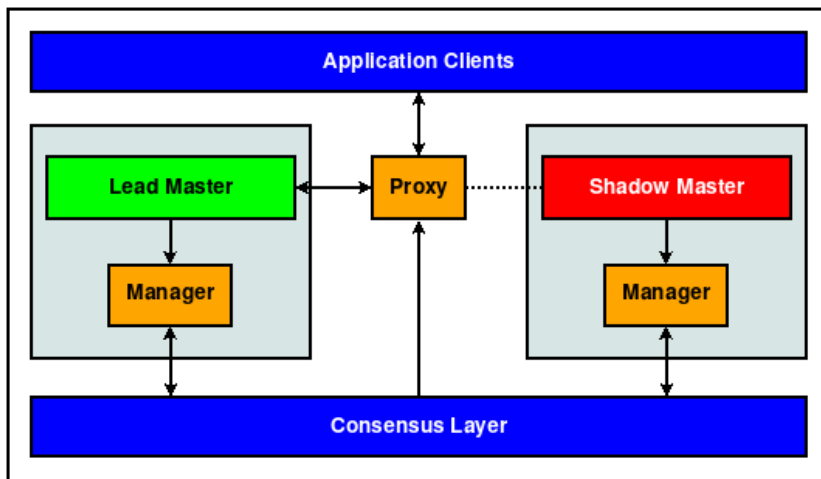 Application Clients
Lead Master
Proxy
Shadow Master
Manager
Manager
Consensus Layer